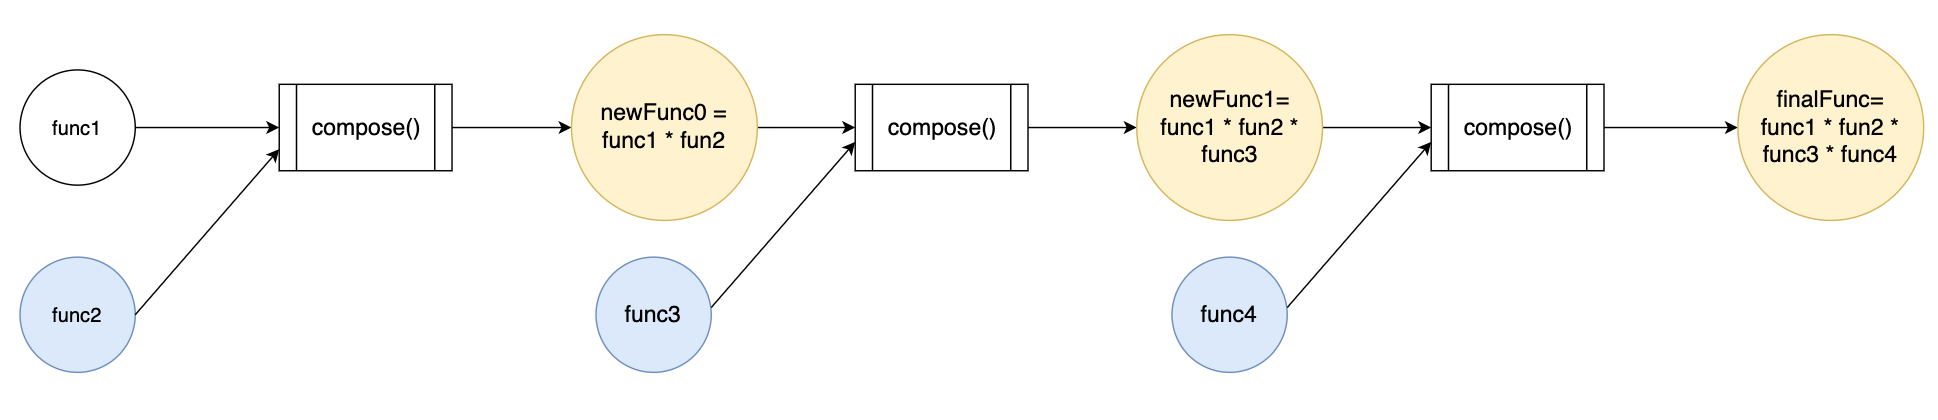 func1
compose()
newFunc0 =
func1 * fun2
compose()
newFunc1=
func1 * fun2 *
func3
compose()
finalFunc=
func1 * fun2 *
func3 * func4
func2
func3
func4